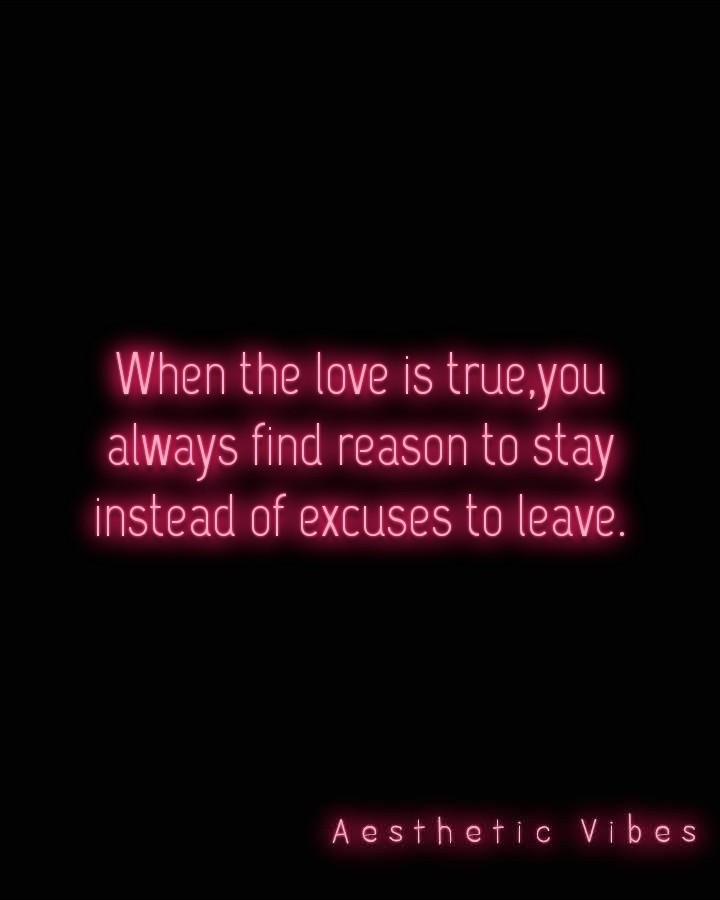 When the love is true,you
always find reason to stay
instead of excuses to leave.
Aesthetic Vibes